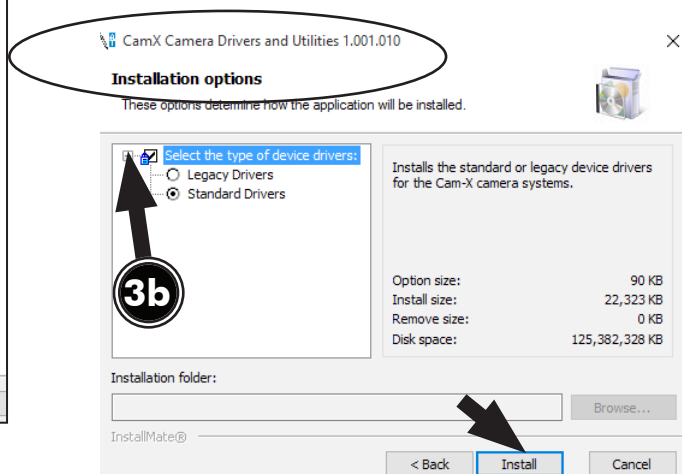 CamX Camera Drivers and Utilities 1.001.010
Installation options
These options determine how the application will be installed.
Select the type of device drivers:
Legacy Drivers
Standard Drivers
3b
Installs the standard or legacy device drivers
for the Cam-X camera systems.
Option size: 90 KB
Install size: 22,323 KB
Remove size: 0 KB
Disk space: 125,382,328 KB
Installation folder:
Browse...
InstallMate®
< Back Install Cancel